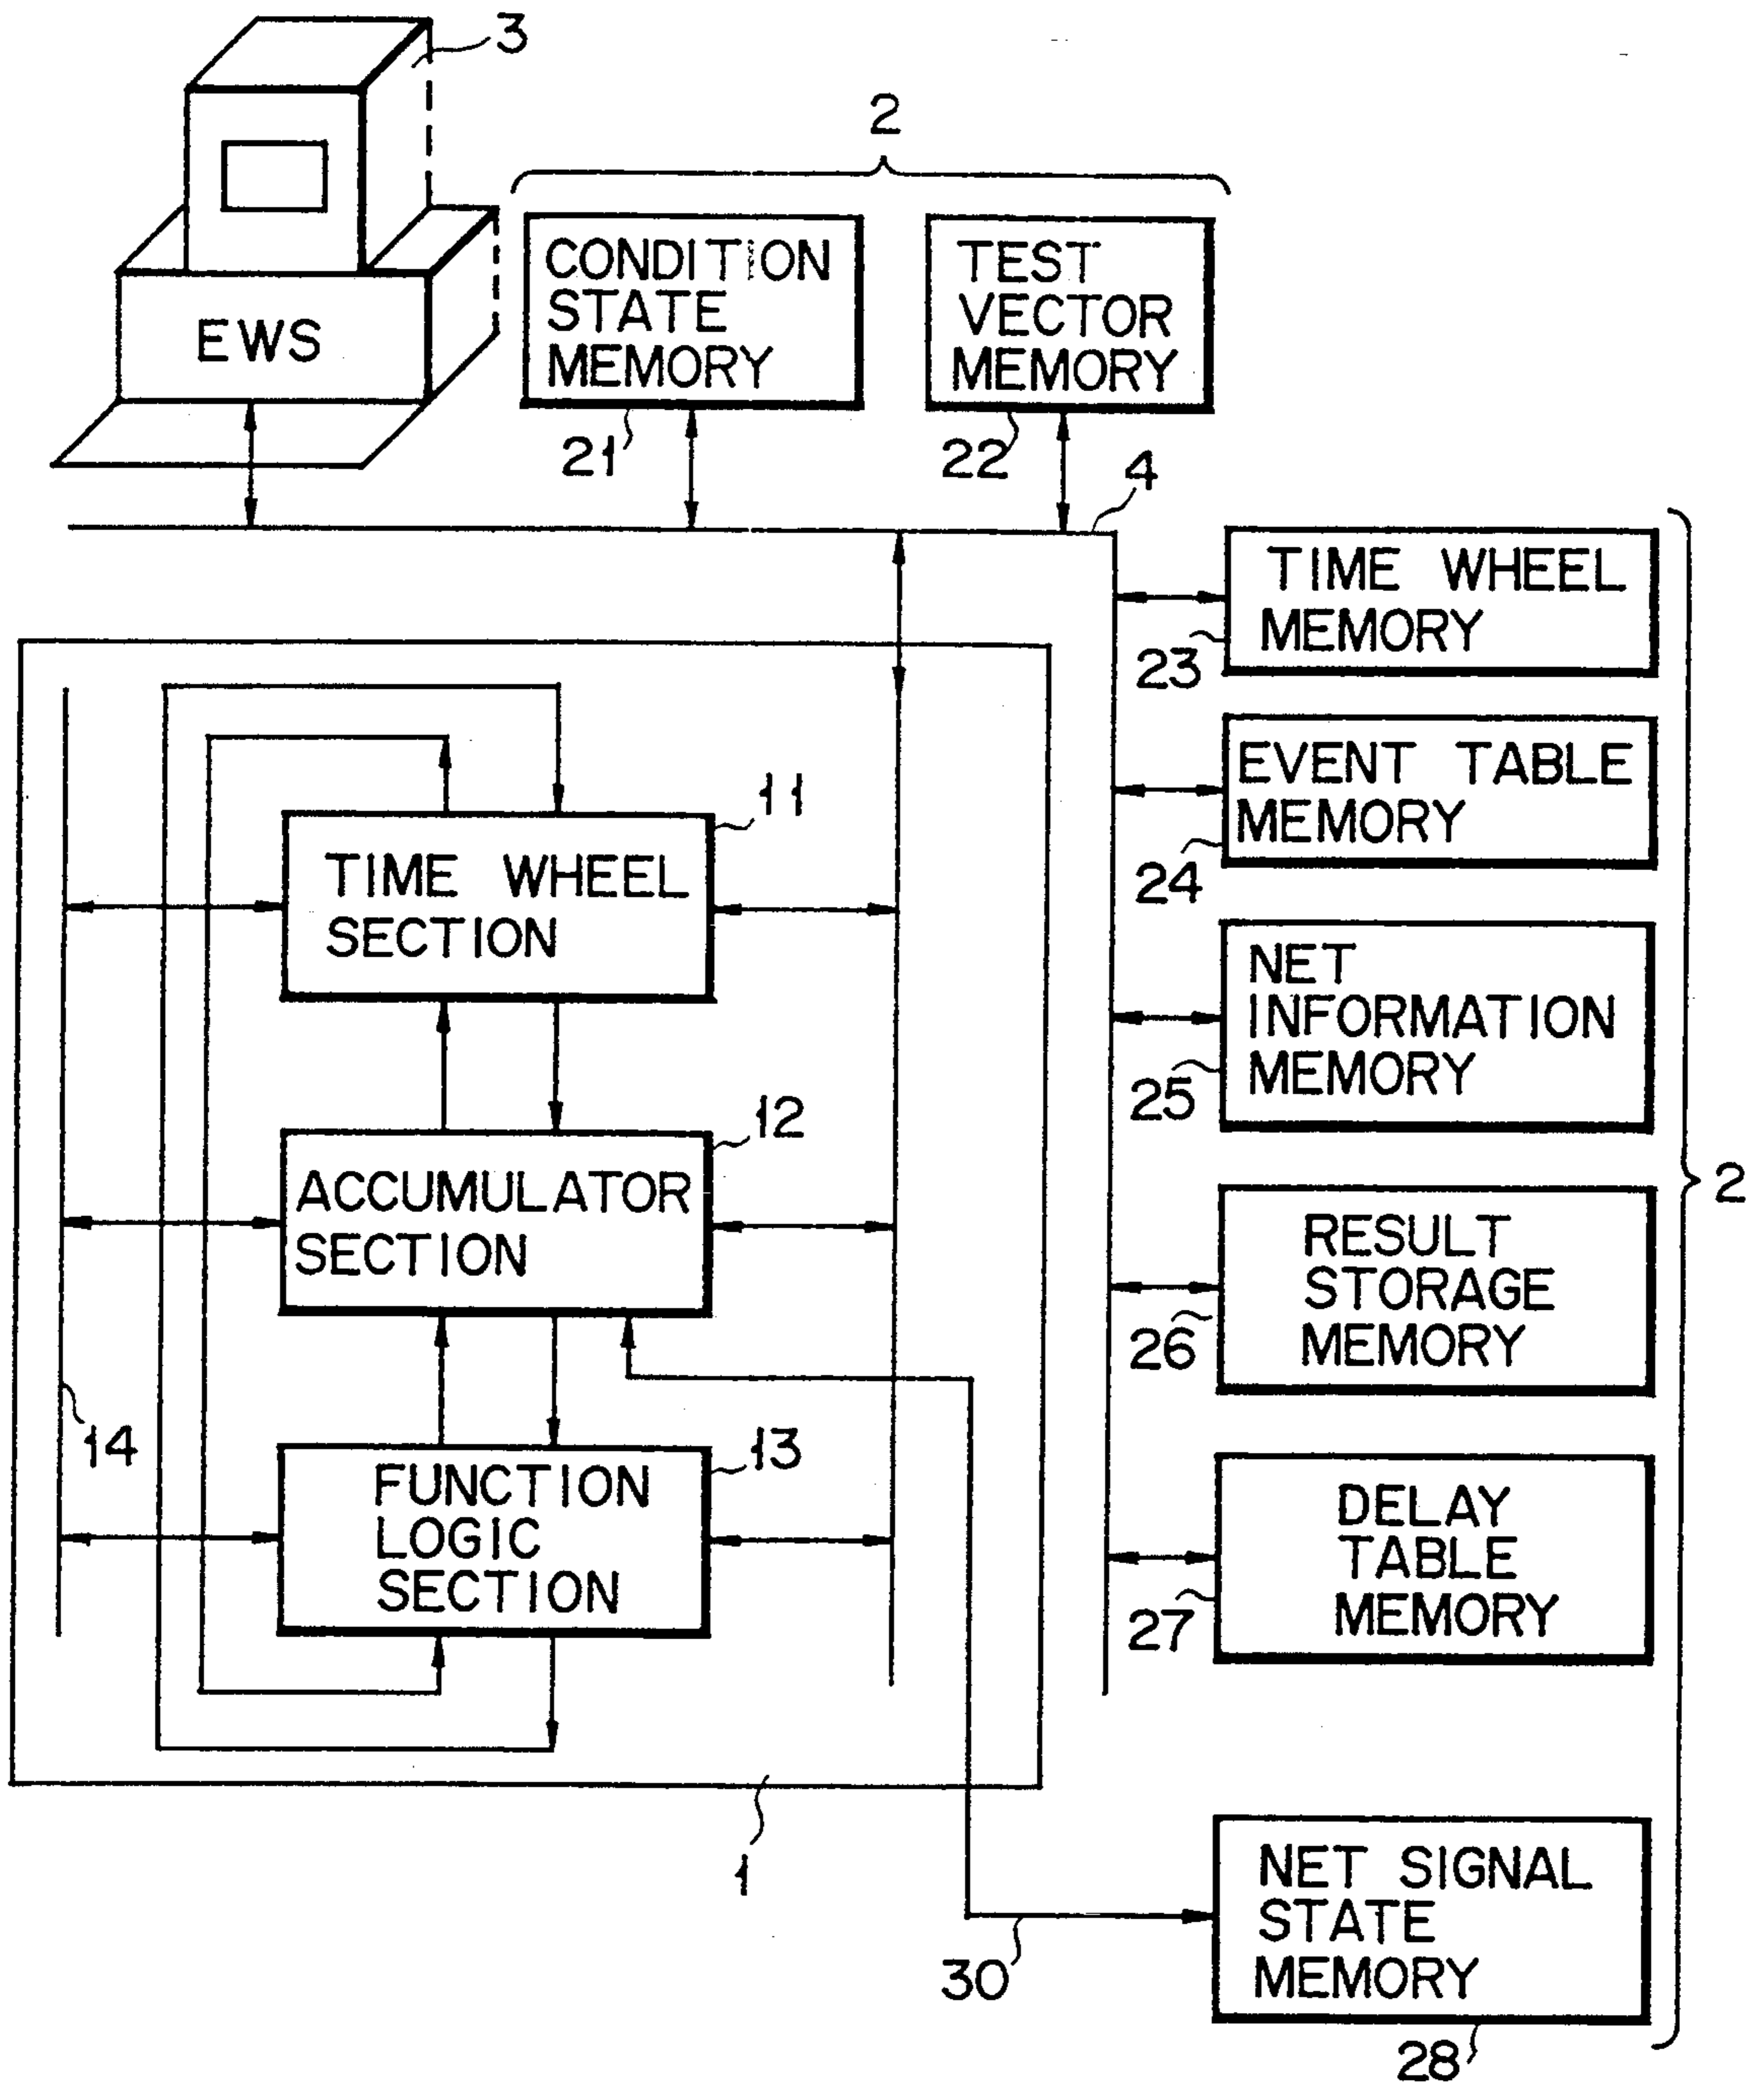 3
2
EWS
CONDITION
STATE
MEMORY
21
TEST
VECTOR
MEMORY
22
4
TIME WHEEL
MEMORY
23
EVENT TABLE
MEMORY
24
NET
INFORMATION
MEMORY
25
RESULT
STORAGE
MEMORY
26
DELAY
TABLE
MEMORY
27
NET SIGNAL
STATE
MEMORY
28
2
11
TIME WHEEL
SECTION
12
ACCUMULATOR
SECTION
13
FUNCTION
LOGIC
SECTION
14
1
30